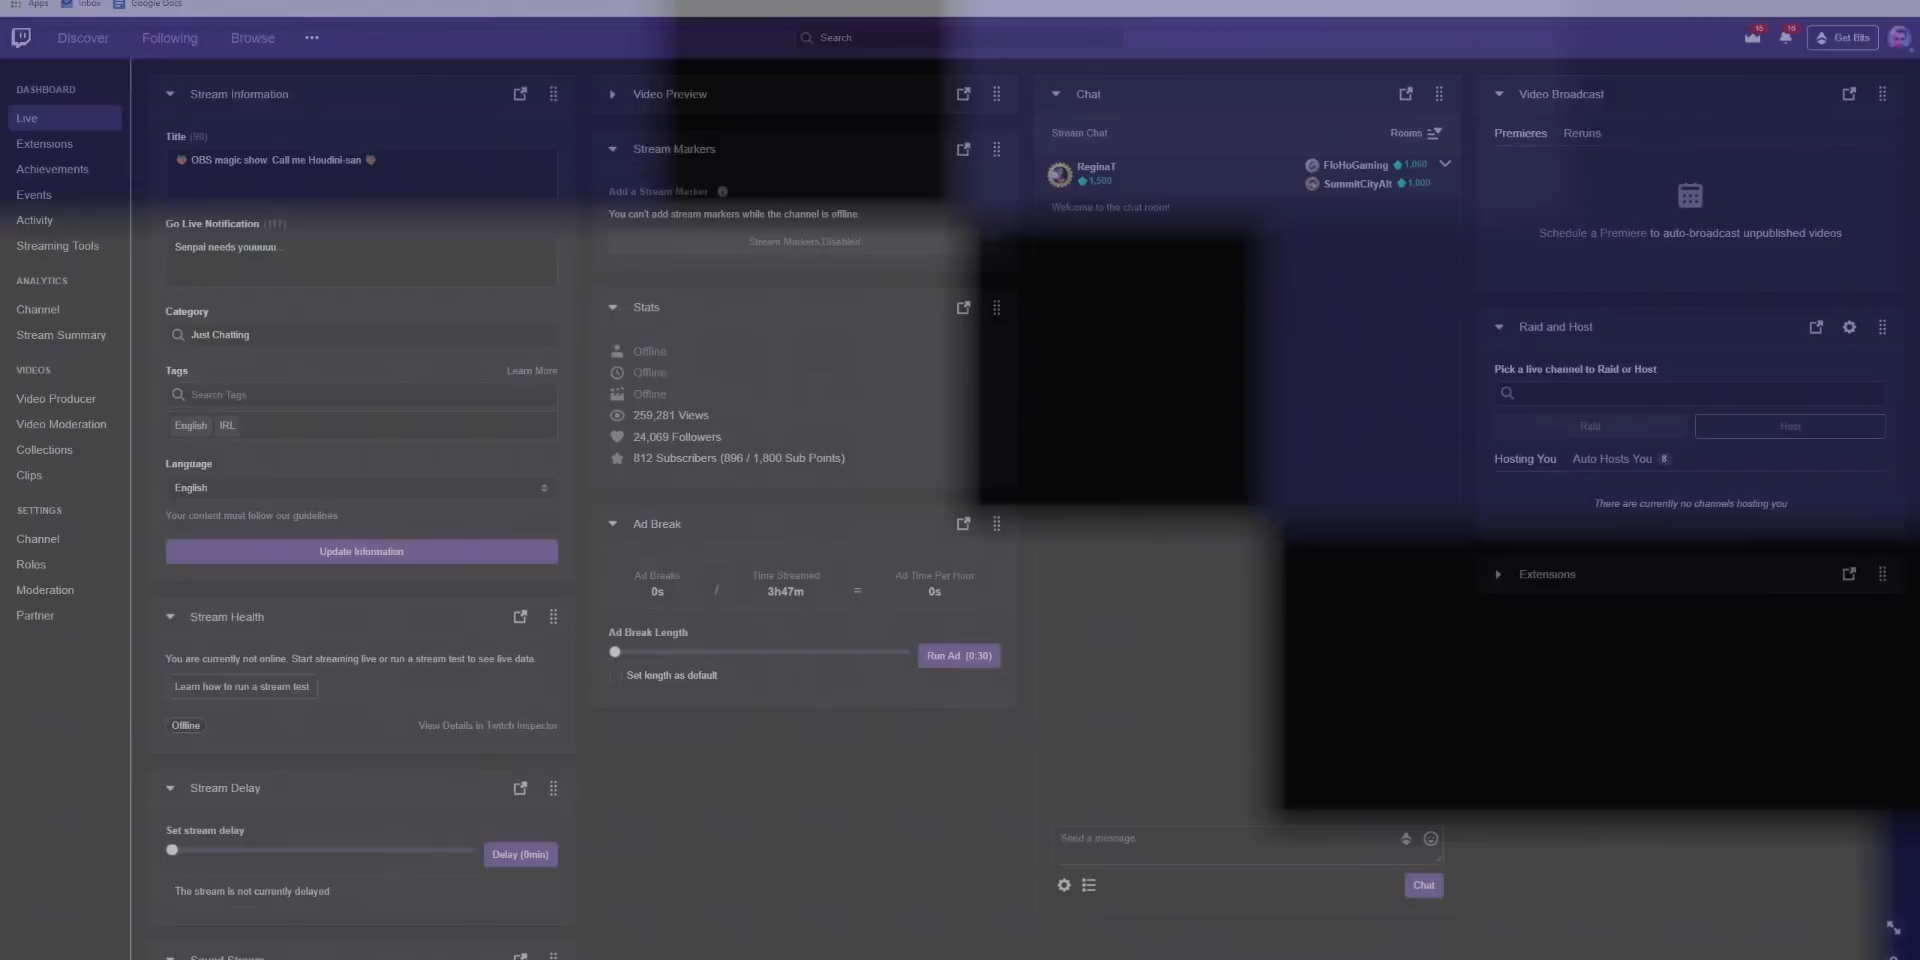 Apps Inbox Google Docs
Discover Following Browse
Search
15 16 Get Bits
DASHBOARD
Live
Extensions
Achievements
Events
Activity
Streaming Tools
ANALYTICS
Channel
Stream Summary
VIDEOS
Video Producer
Video Moderation
Collections
Clips
SETTINGS
Channel
Roles
Moderation
Partner
Stream Information
Title (98)
OBS magic show. Call me Houdini-san
Go Live Notification
Senpai needs youuuuu...
Category
Just Chatting
Tags Learn More
Search Tags
English IRL
Language
English
Your content must follow our guidelines
Update Information
Stream Health
You are currently not online. Start streaming live or run a stream test to see live data.
Learn how to run a stream test
Offline View Details in Twitch Inspector
Stream Delay
Set stream delay
Delay (0min)
The stream is not currently delayed
Video Preview
Stream Markers
Add a Stream Marker
You can't add stream markers while the channel is offline.
Stream Markers Disabled
Stats
Offline
Offline
Offline
259,281 Views
24,069 Followers
812 Subscribers (896 / 1,800 Sub Points)
Ad Break
Ad Breaks Time Streamed Ad Time Per Hour
0s / 3h47m = 0s
Ad Break Length
Run Ad (0:30)
Set length as default
Chat
Stream Chat Rooms
ReginaT
1,500
FloHoGaming 1,060
SummitCityAlt 1,000
Welcome to the chat room!
Send a message
Chat
Video Broadcast
Premieres Reruns
Schedule a Premiere to auto-broadcast unpublished videos
Raid and Host
Pick a live channel to Raid or Host
Raid Host
Hosting You Auto Hosts You 8
There are currently no channels hosting you
Extensions